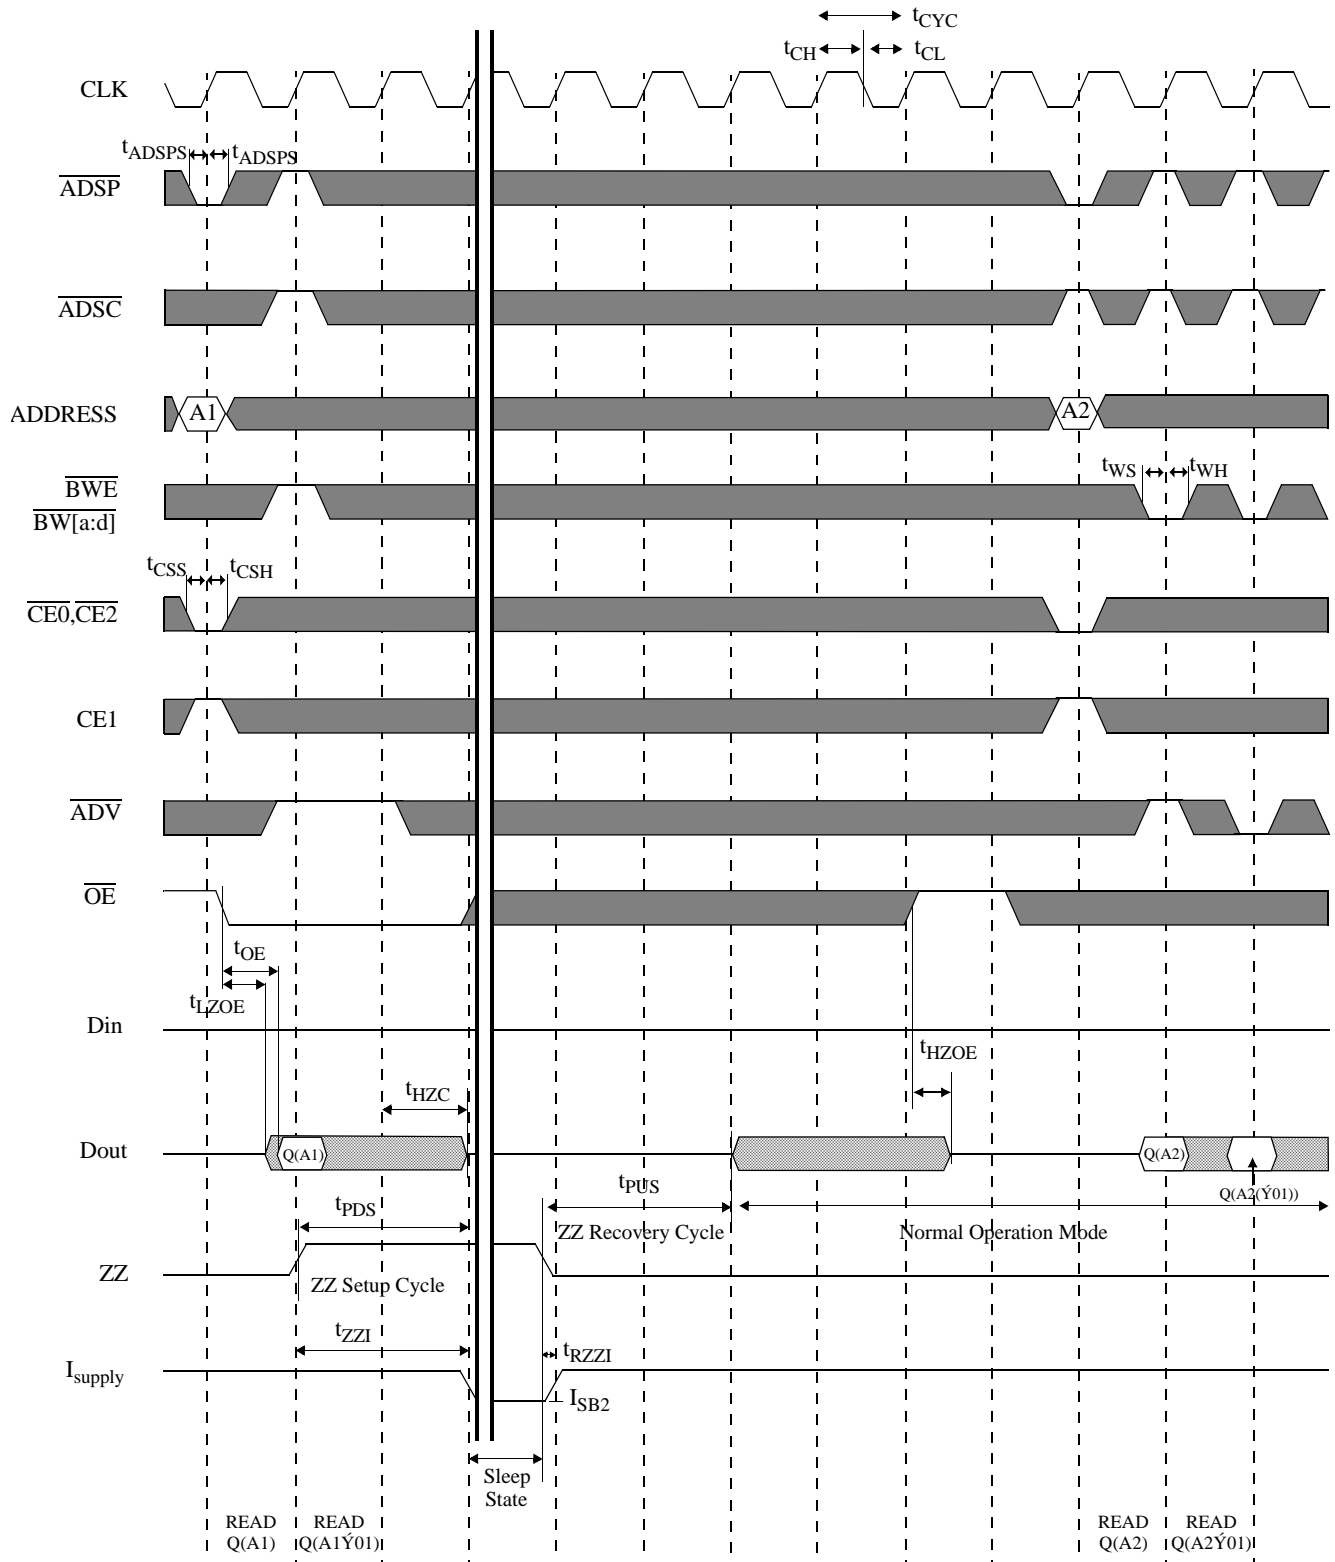 tCYC
tCH
tCL
CLK
tADSPS
tADSPS
ADSP
ADSC
ADDRESS
A1
A2
tWS
tWH
BWE
BW[a:d]
tCSS
tCSH
CE0,CE2
CE1
ADV
OE
tOE
tLZOE
Din
tHZOE
tHZC
Dout
Q(A1)
Q(A2)
Q(A2(Ý01))
tPUS
tPDS
ZZ Recovery Cycle
Normal Operation Mode
ZZ
ZZ Setup Cycle
tZZI
tRZZI
Isupply
ISB2
Sleep
State
READ
Q(A1)
READ
Q(A1Ý01)
READ
Q(A2)
READ
Q(A2Ý01)